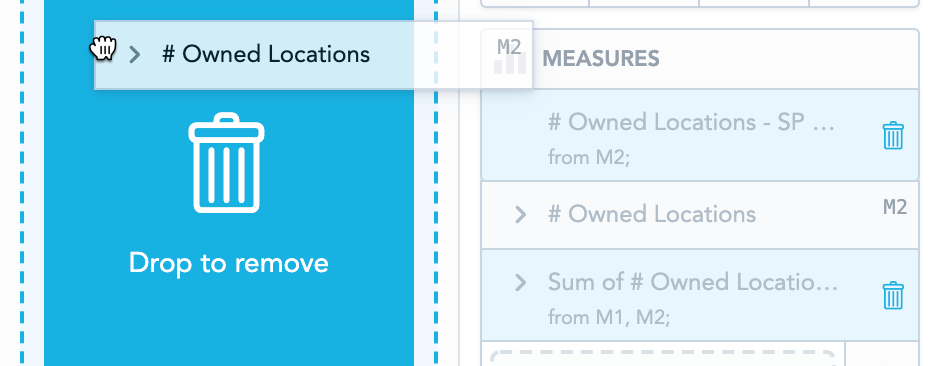 # Owned Locations
M2
Drop to remove
MEASURES
# Owned Locations - SP ...
from M2;
# Owned Locations
M2
Sum of # Owned Locatio...
from M1, M2;